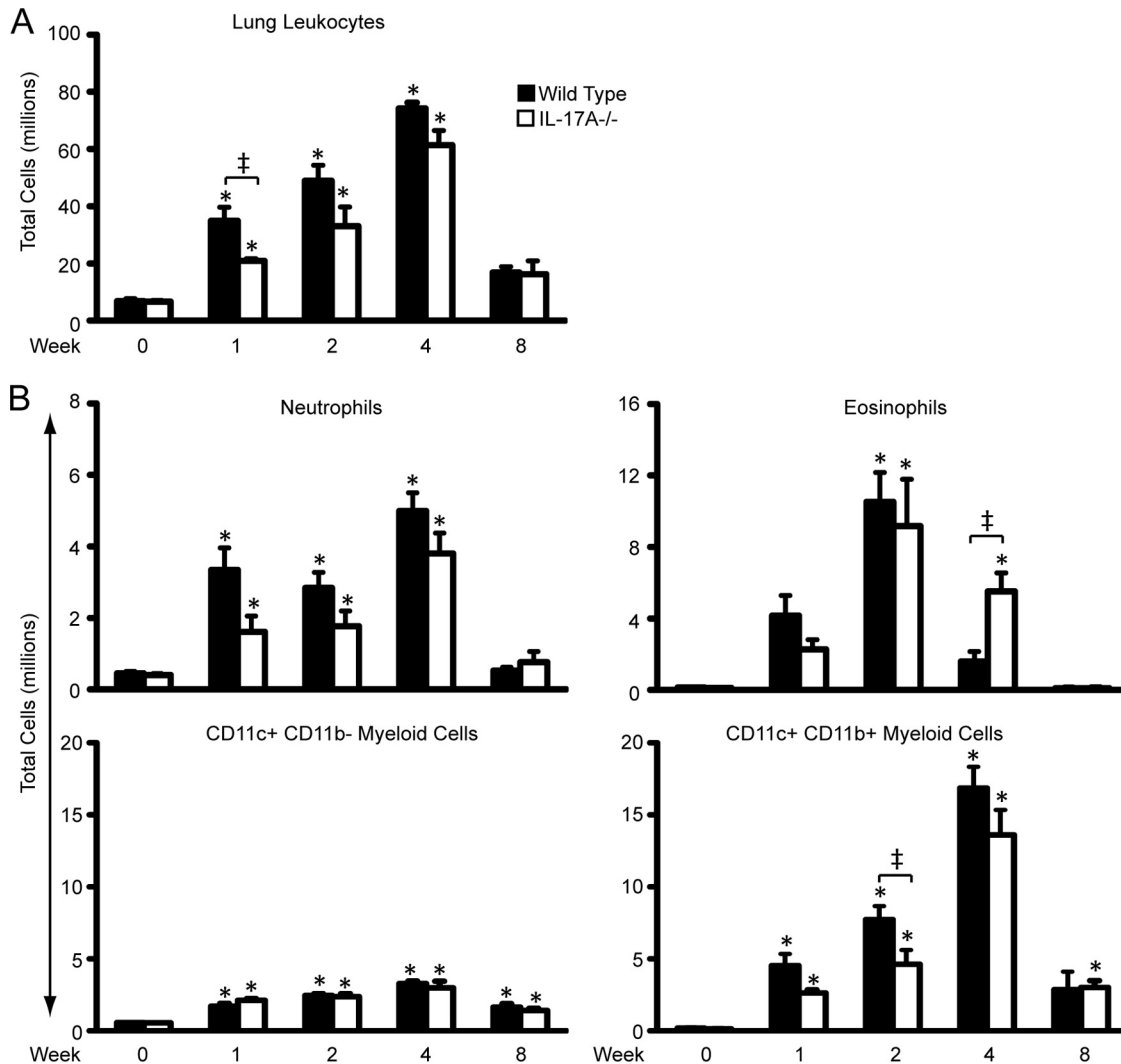 A
Lung Leukocytes
Total Cells (millions)
100
80
60
40
20
0
Wild Type
IL-17A-/-
* ‡ * * * * *
Week 0 1 2 4 8
B
Total Cells (millions)
Neutrophils
8
6
4
2
0
* * * * * *
Eosinophils
16
12
8
4
0
* * ‡ *
CD11c+ CD11b- Myeloid Cells
20
15
10
5
0
* * * * * * * *
Week 0 1 2 4 8
CD11c+ CD11b+ Myeloid Cells
20
15
10
5
0
* * * ‡ * * * *
Week 0 1 2 4 8